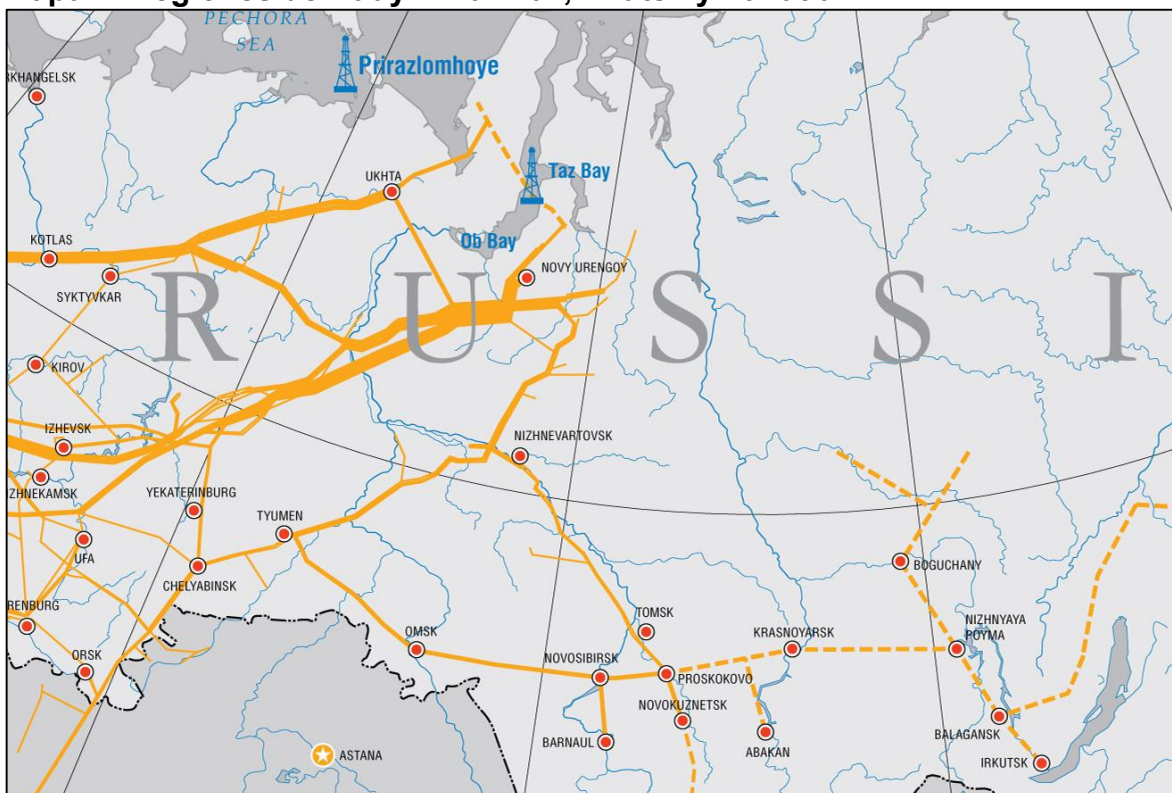 PECHORA
SEA
Prirazlomhoye
RKHANGELSK
Taz Bay
UKHTA
Ob Bay
KOTLAS
NOVY URENGOY
SYKTYVKAR
R U S S I
KIROV
IZHEVSK
NIZHNEVARTOVSK
ZHNEKAMSK
YEKATERINBURG
TYUMEN
UFA
BOGUCHANY
CHELYABINSK
RENBURG
TOMSK
OMSK
KRASNOYARSK
NIZHNYAYA
POYMA
ORSK
NOVOSIBIRSK
PROSKOKOVO
NOVOKUZNETSK
BARNAUL
ABAKAN
BALAGANSK
ASTANA
IRKUTSK